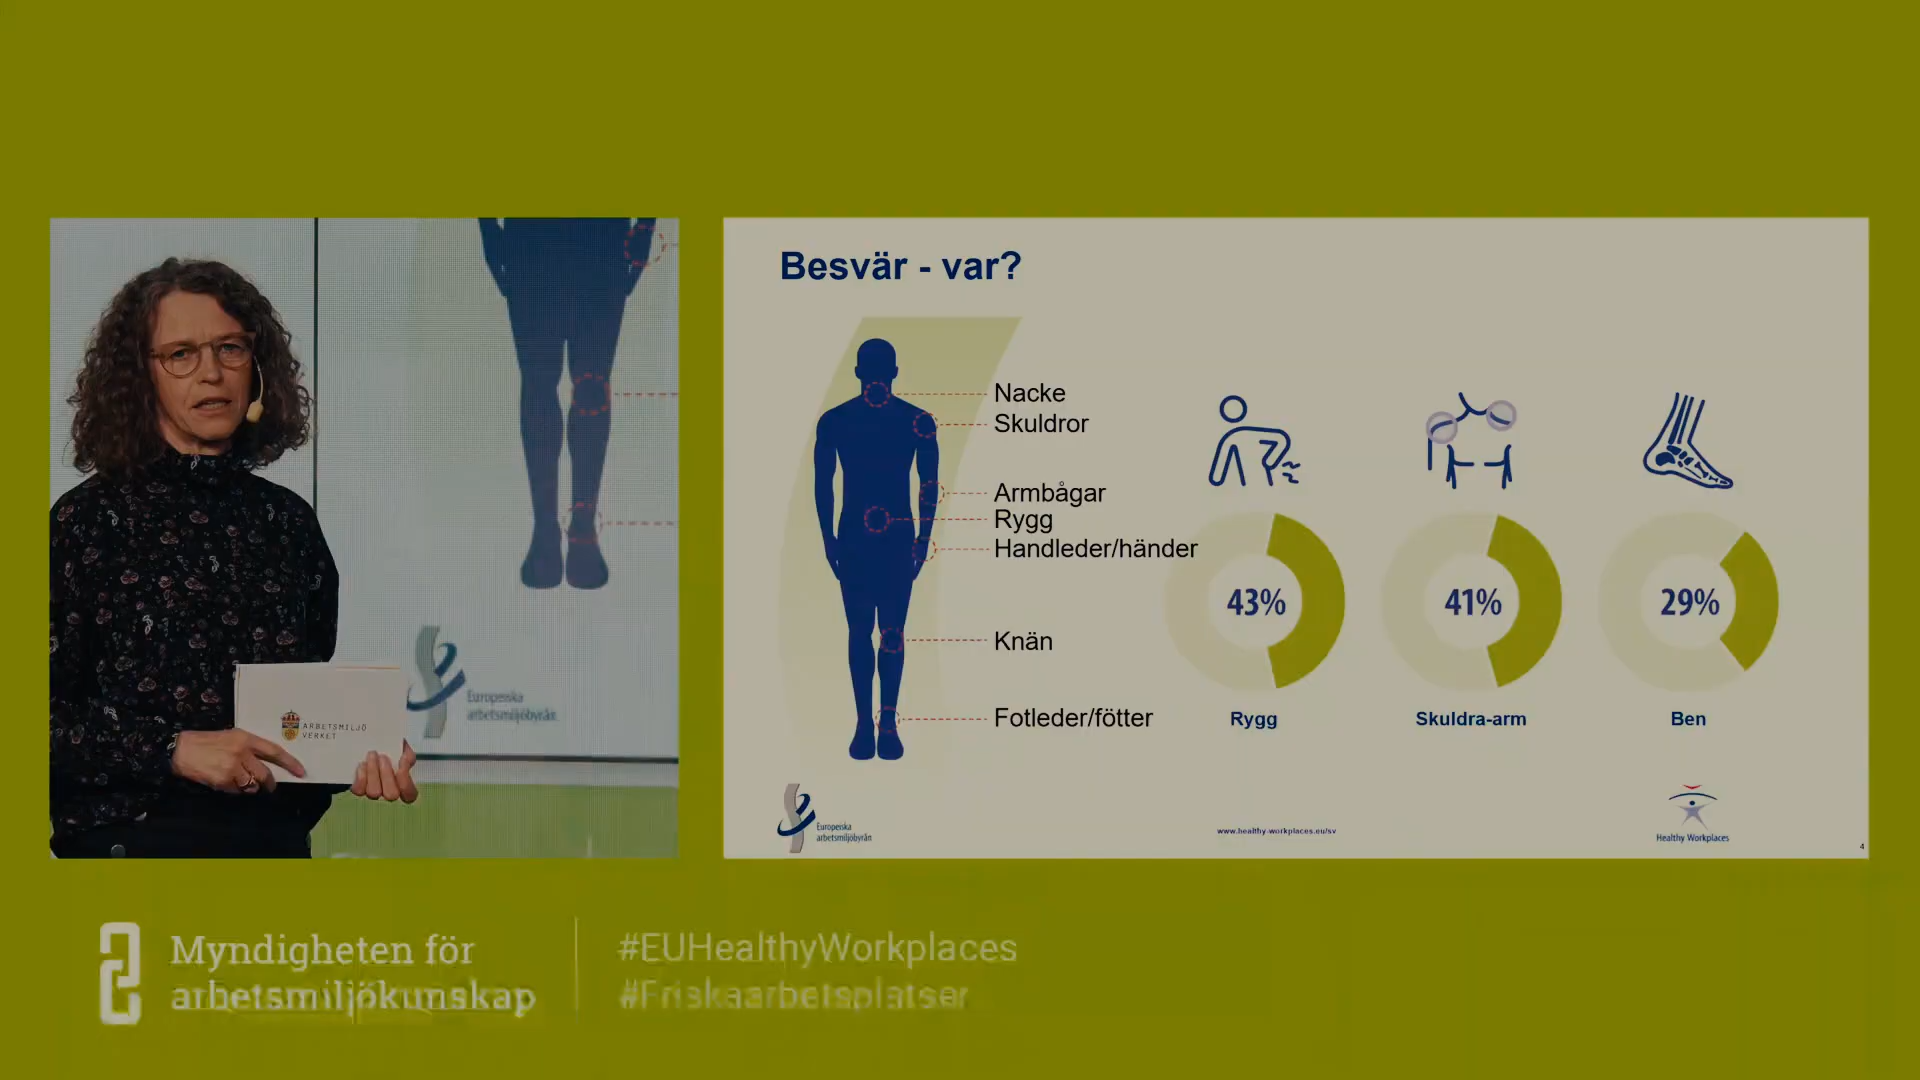 Besvär - var?
Nacke
Skuldror
Armbågar
Rygg
Handleder/händer
Knän
Fotleder/fötter
43%
41%
29%
Rygg
Skuldra-arm
Ben
Europeiska
arbetsmiljöbyrån
www.healthy-workplaces.eu/sv
Healthy Workplaces
4
Europeiska
arbetsmiljöbyrån
ARBETSMILJÖ
VERKET
Myndigheten för
arbetsmiljökunskap
#EUHealthyWorkplaces
#Friskaarbetsplatser